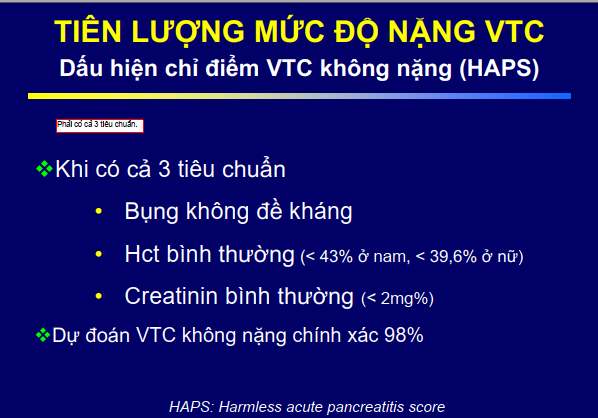 TIÊN LƯỢNG MỨC ĐỘ NẶNG VTC
Dấu hiện chỉ điểm VTC không nặng (HAPS)
Phải có cả 3 tiêu chuẩn.
❖Khi có cả 3 tiêu chuẩn
• Bụng không đề kháng
• Hct bình thường (< 43% ở nam, < 39,6% ở nữ)
• Creatinin bình thường (< 2mg%)
❖Dự đoán VTC không nặng chính xác 98%
HAPS: Harmless acute pancreatitis score